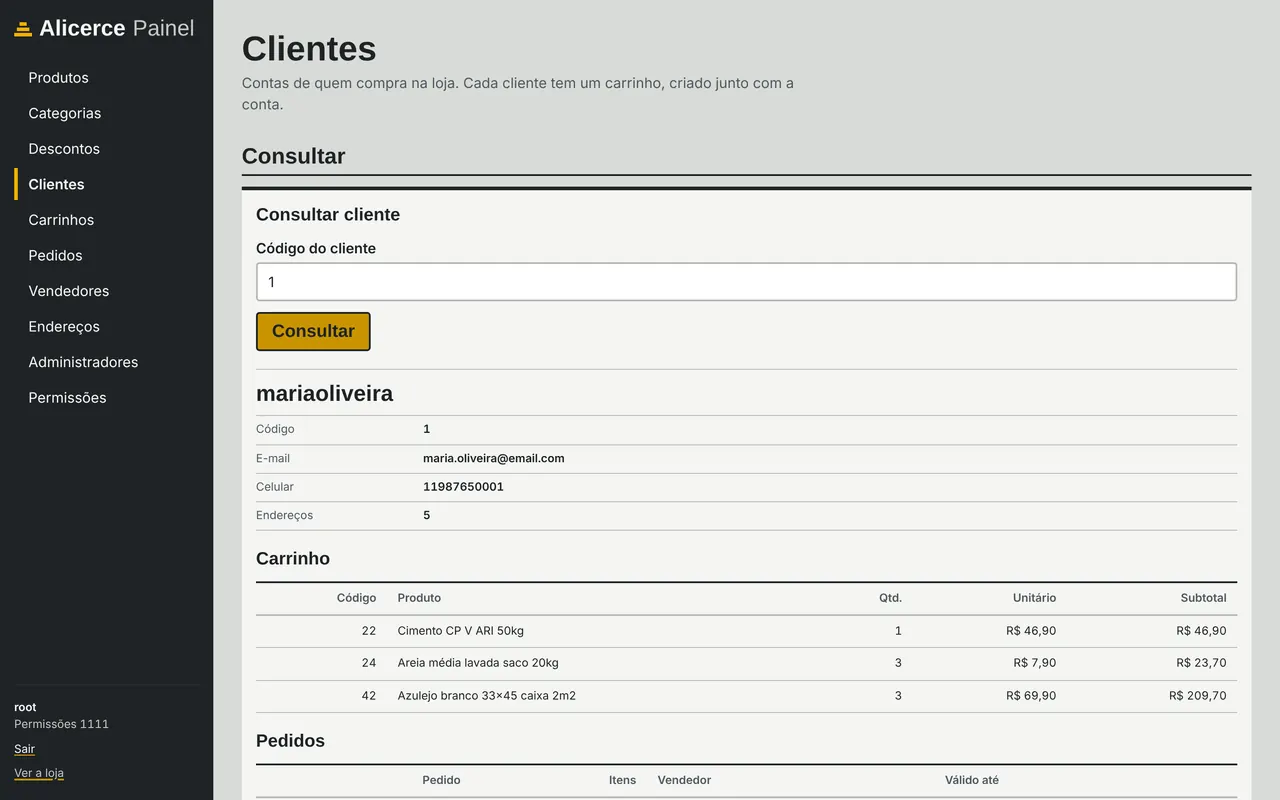 Alicerce Painel
Produtos
Categorias
Descontos
Clientes
Carrinhos
Pedidos
Vendedores
Endereços
Administradores
Permissões
root
Permissões 1111
Sair
Ver a loja
Clientes
Contas de quem compra na loja. Cada cliente tem um carrinho, criado junto com a
conta.
Consultar
Consultar cliente
Código do cliente
1
Consultar
mariaoliveira
Código 1
E-mail maria.oliveira@email.com
Celular 11987650001
Endereços 5
Carrinho
Código Produto Qtd. Unitário Subtotal
22 Cimento CP V ARI 50kg 1 R$ 46,90 R$ 46,90
24 Areia média lavada saco 20kg 3 R$ 7,90 R$ 23,70
42 Azulejo branco 33×45 caixa 2m2 3 R$ 69,90 R$ 209,70
Pedidos
Pedido Itens Vendedor Válido até